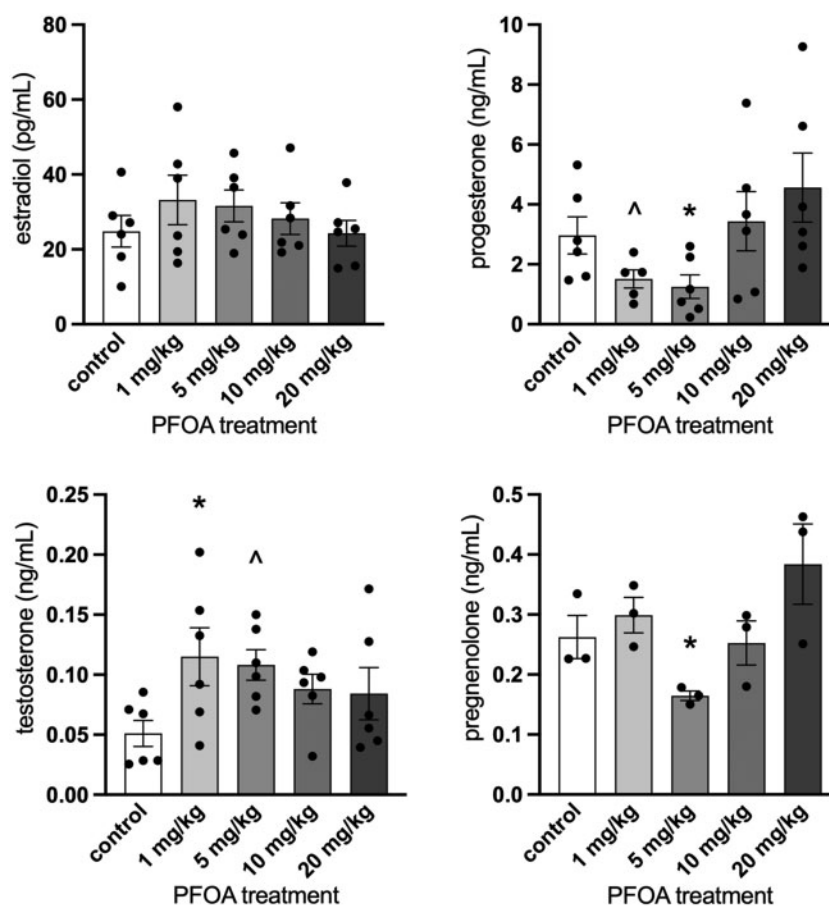 estradiol (pg/mL)
80
60
40
20
0
control
1 mg/kg
5 mg/kg
10 mg/kg
20 mg/kg
PFOA treatment
progesterone (ng/mL)
10
8
6
4
2
0
^
*
control
1 mg/kg
5 mg/kg
10 mg/kg
20 mg/kg
PFOA treatment
testosterone (ng/mL)
0.25
0.20
0.15
0.10
0.05
0.00
*
^
control
1 mg/kg
5 mg/kg
10 mg/kg
20 mg/kg
PFOA treatment
pregnenolone (ng/mL)
0.5
0.4
0.3
0.2
0.1
0.0
*
control
1 mg/kg
5 mg/kg
10 mg/kg
20 mg/kg
PFOA treatment